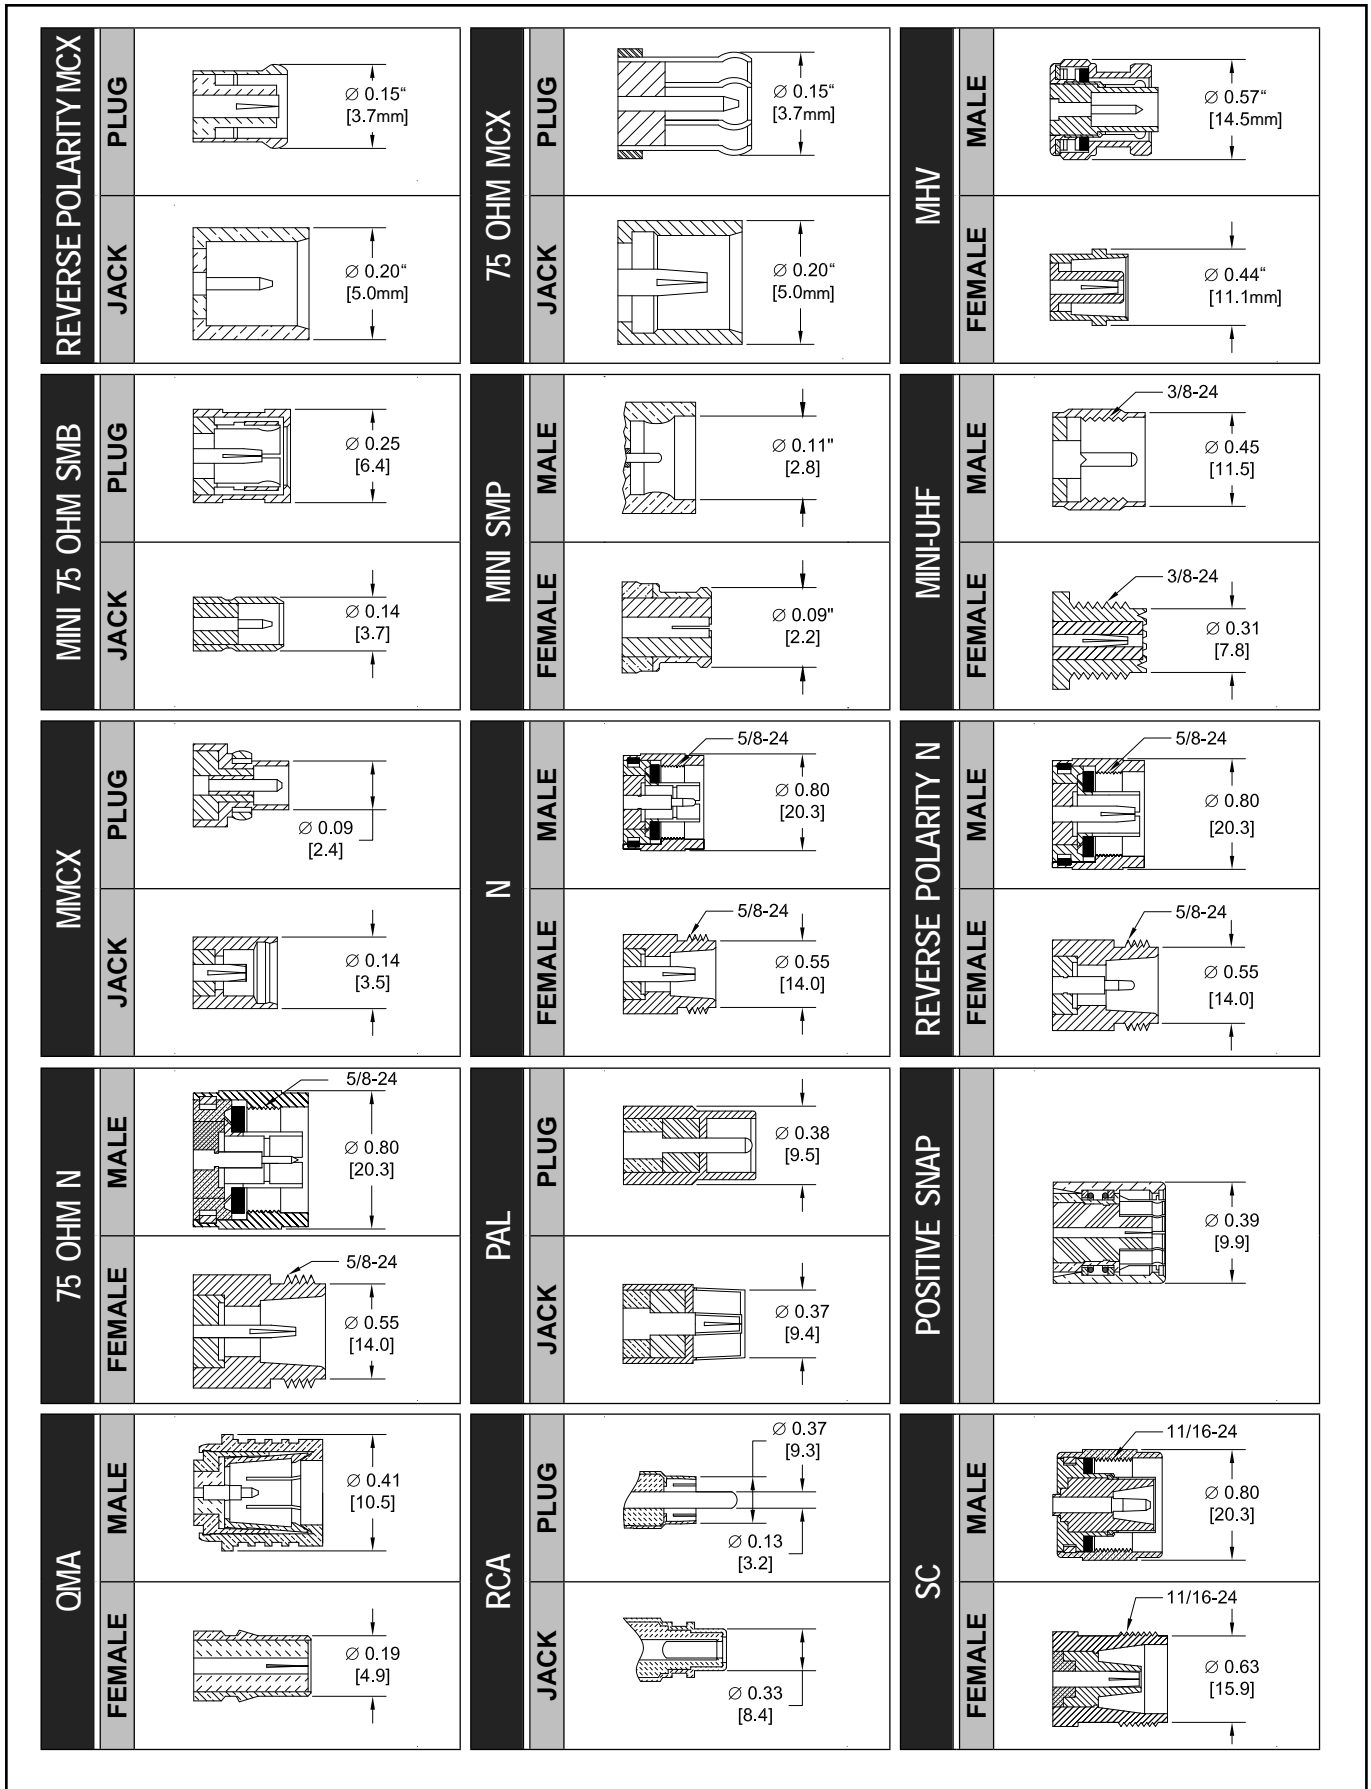 REVERSE POLARITY MCX
PLUG
Ø 0.15“
[3.7mm]
JACK
Ø 0.20“
[5.0mm]
75 OHM MCX
PLUG
Ø 0.15“
[3.7mm]
JACK
Ø 0.20“
[5.0mm]
MHV
MALE
Ø 0.57“
[14.5mm]
FEMALE
Ø 0.44“
[11.1mm]
MINI 75 OHM SMB
PLUG
Ø 0.25
[6.4]
JACK
Ø 0.14
[3.7]
MINI SMP
MALE
Ø 0.11"
[2.8]
FEMALE
Ø 0.09"
[2.2]
MINI-UHF
MALE
3/8-24
Ø 0.45
[11.5]
FEMALE
3/8-24
Ø 0.31
[7.8]
MMCX
PLUG
Ø 0.09
[2.4]
JACK
Ø 0.14
[3.5]
N
MALE
5/8-24
Ø 0.80
[20.3]
FEMALE
5/8-24
Ø 0.55
[14.0]
REVERSE POLARITY N
MALE
5/8-24
Ø 0.80
[20.3]
FEMALE
5/8-24
Ø 0.55
[14.0]
75 OHM N
MALE
5/8-24
Ø 0.80
[20.3]
FEMALE
5/8-24
Ø 0.55
[14.0]
PAL
PLUG
Ø 0.38
[9.5]
JACK
Ø 0.37
[9.4]
POSITIVE SNAP
Ø 0.39
[9.9]
QMA
MALE
Ø 0.41
[10.5]
FEMALE
Ø 0.19
[4.9]
RCA
PLUG
Ø 0.37
[9.3]
Ø 0.13
[3.2]
JACK
Ø 0.33
[8.4]
SC
MALE
11/16-24
Ø 0.80
[20.3]
FEMALE
11/16-24
Ø 0.63
[15.9]